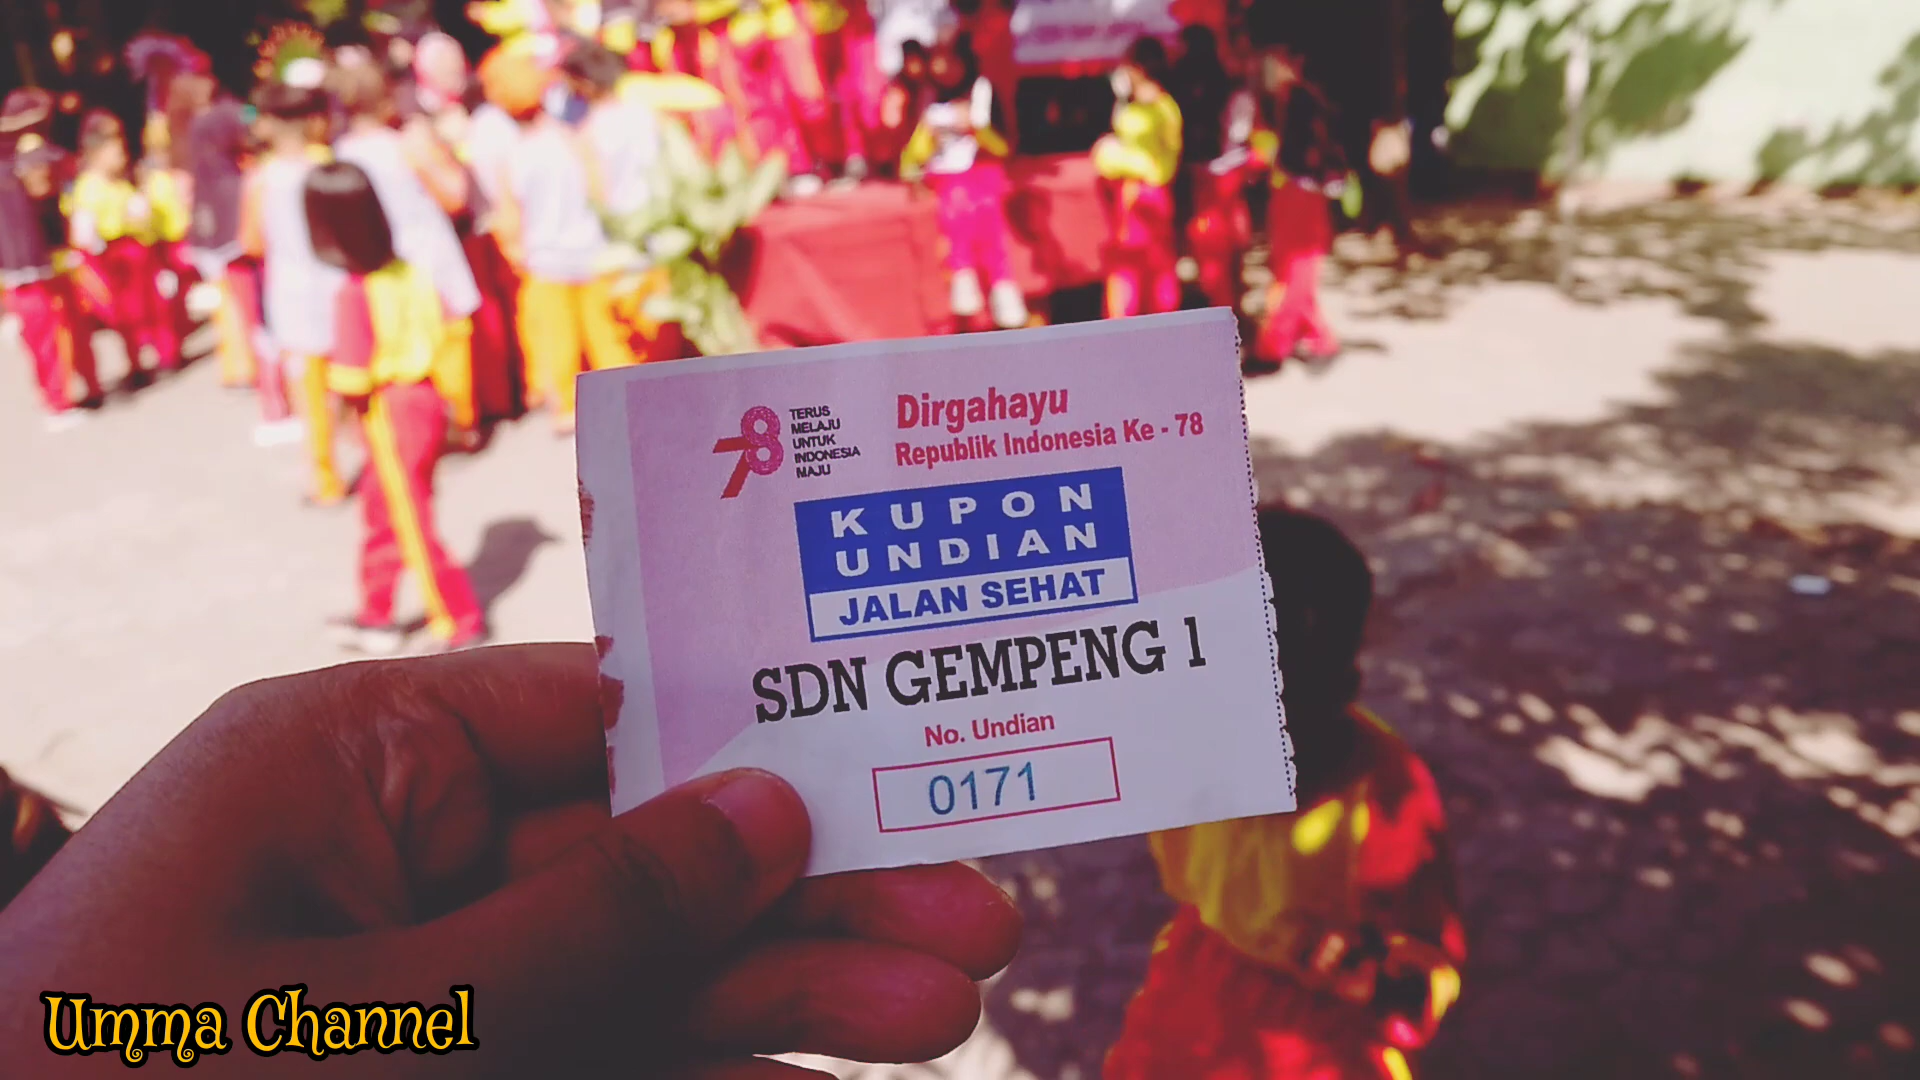 78
TERUS
MELAJU
UNTUK
INDONESIA
MAJU
Dirgahayu
Republik Indonesia Ke - 78
KUPON
UNDIAN
JALAN SEHAT
SDN GEMPENG 1
No. Undian
0171
Umma Channel